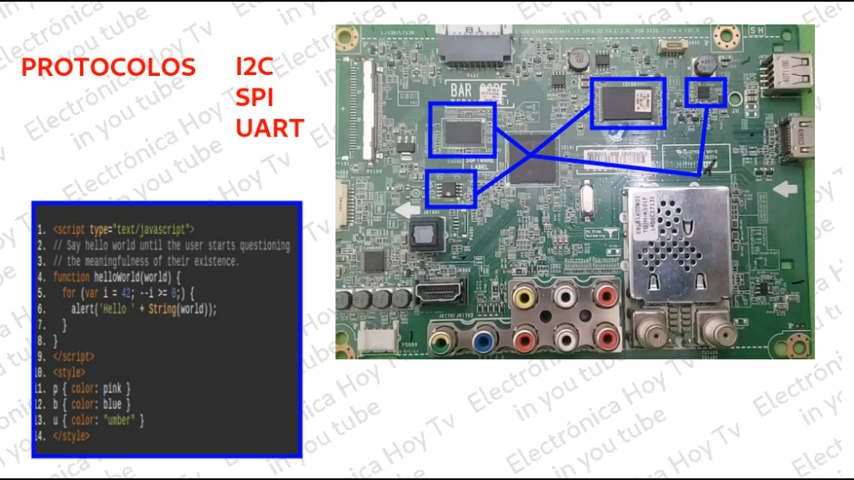 PROTOCOLOS
I2C
SPI
UART
1. <script type="text/javascript">
2. // Say hello world until the user starts questioning
3. // the meaningfulness of their existence.
4. function helloWorld(world) {
5. for (var i = 42; --i >= 0;) {
6. alert('Hello ' + String(world));
7. }
8. }
9. </script>
10. <style>
11. p { color: pink }
12. b { color: blue }
13. u { color: "umber" }
14. </style>
BAR CODE
SOFTWARE
LABEL
SH
Electrónica Hoy Tv
in you tube